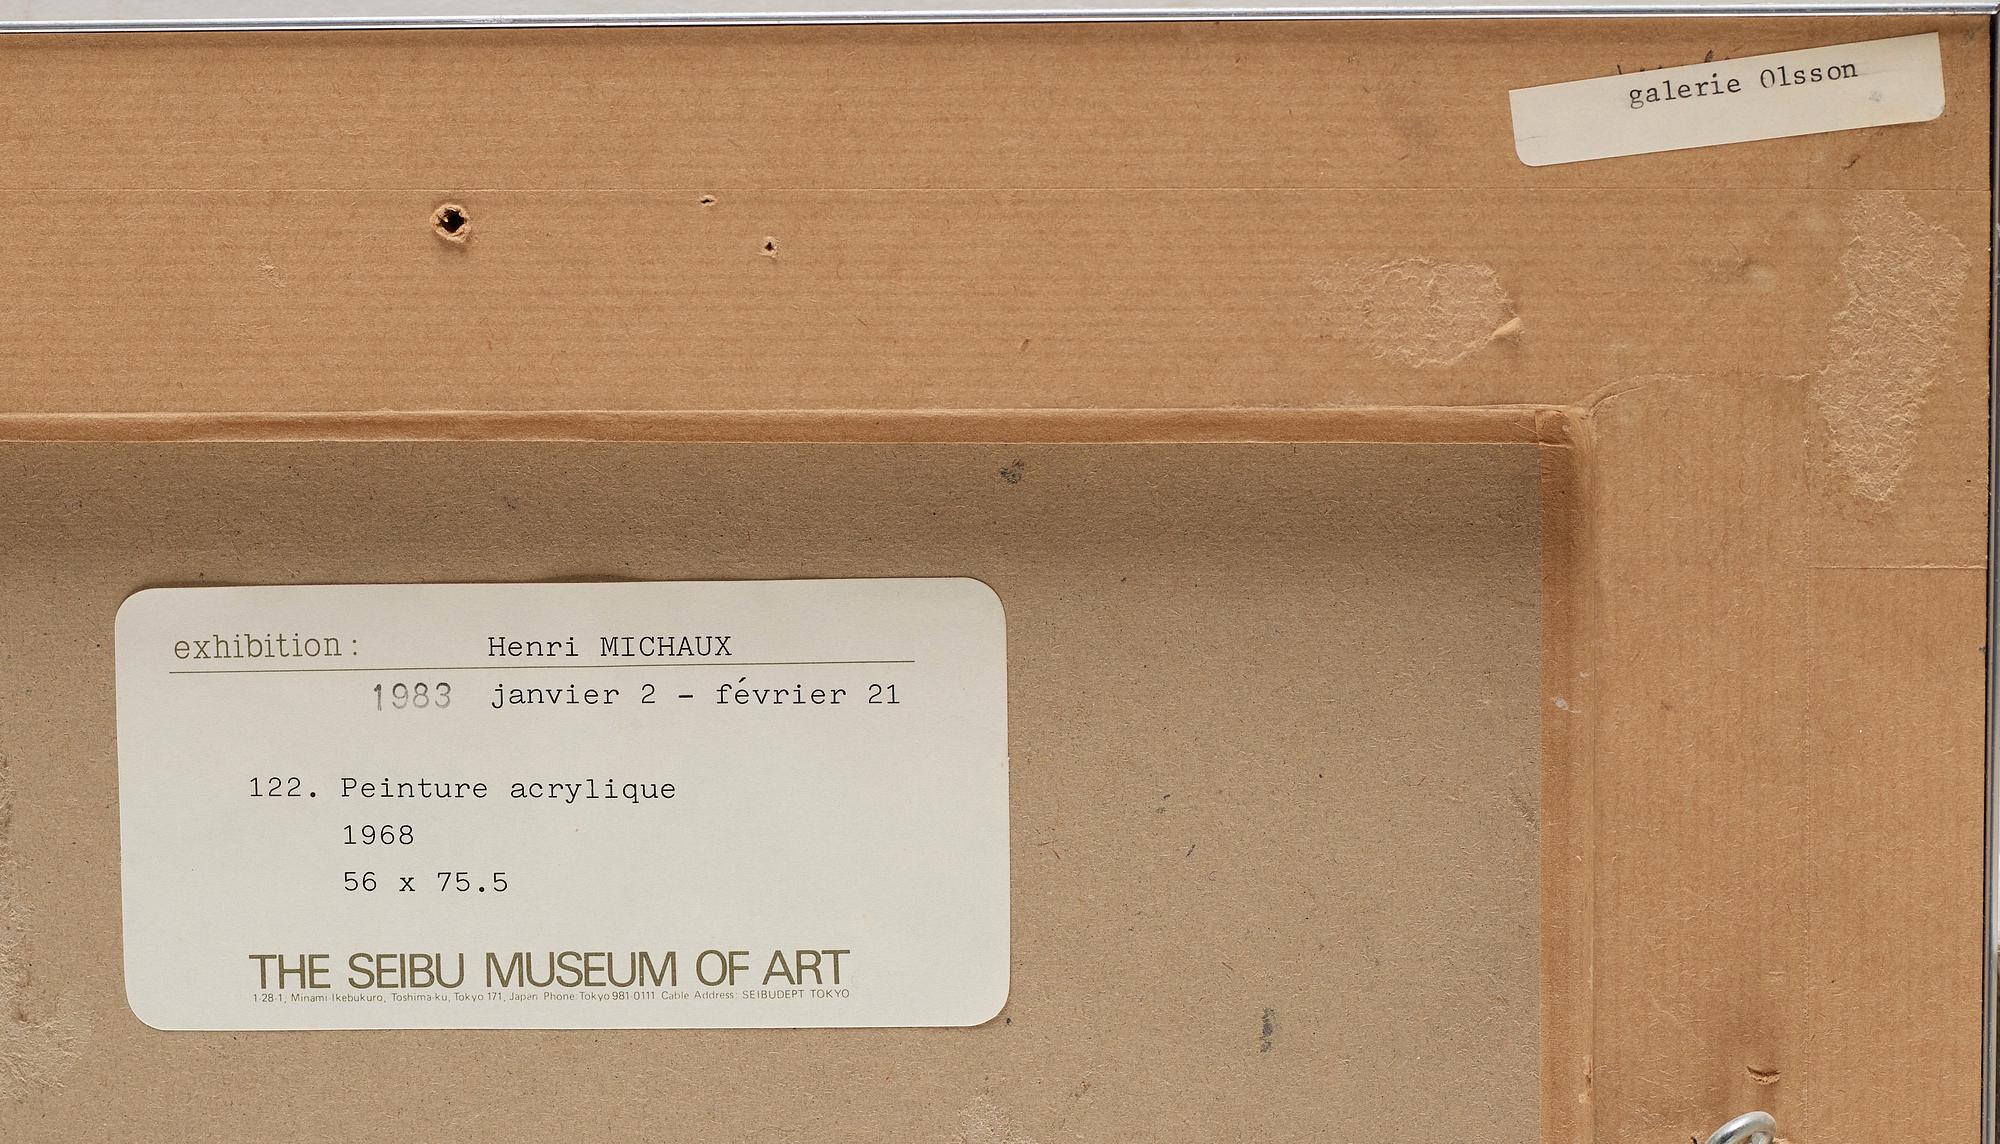 galerie Olsson
exhibition: Henri MICHAUX
1983 janvier 2 - février 21
122. Peinture acrylique
1968
56 x 75.5
THE SEIBU MUSEUM OF ART
1-28-1, Minami-Ikebukuro, Toshima-ku, Tokyo 171, Japan Phone: Tokyo 981-0111 Cable Address: SEIBUDEPT TOKYO